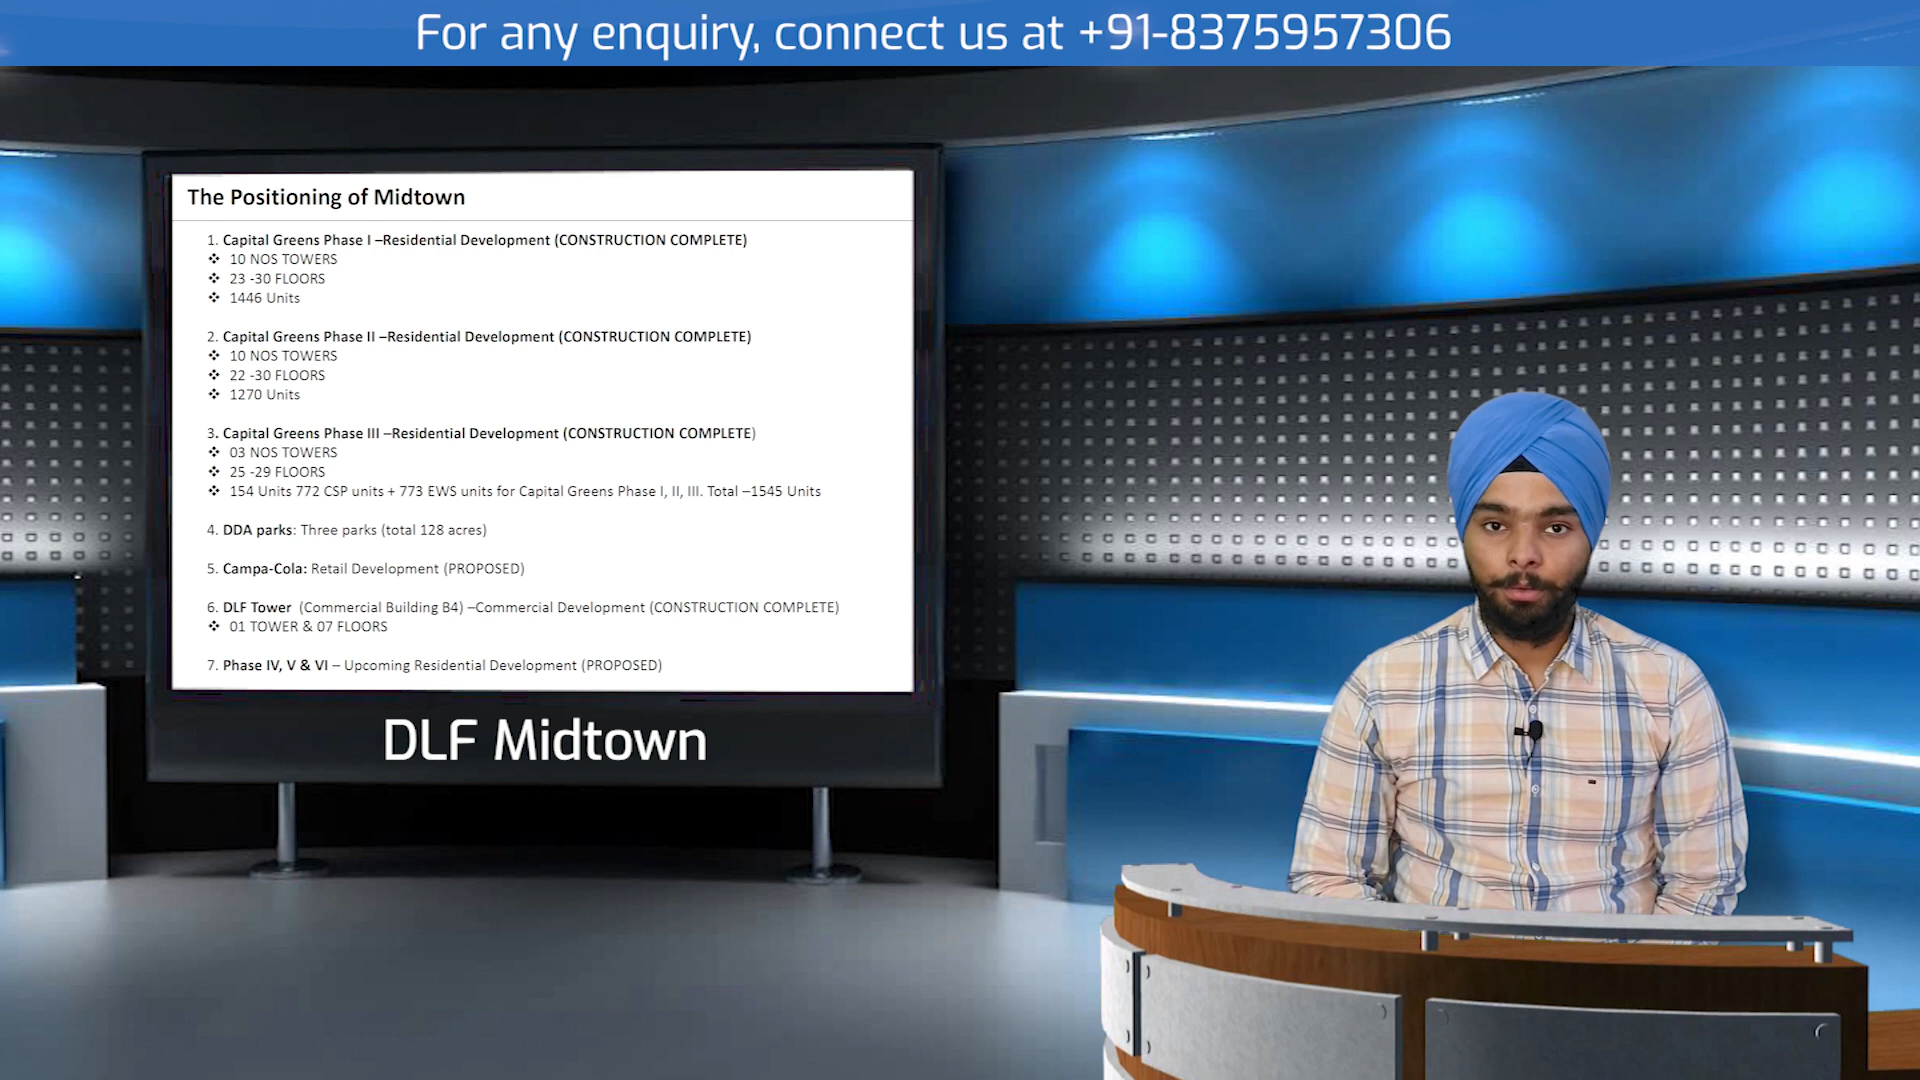 For any enquiry, connect us at +91-8375957306
The Positioning of Midtown
1. Capital Greens Phase I –Residential Development (CONSTRUCTION COMPLETE)
❖ 10 NOS TOWERS
❖ 23 -30 FLOORS
❖ 1446 Units
2. Capital Greens Phase II –Residential Development (CONSTRUCTION COMPLETE)
❖ 10 NOS TOWERS
❖ 22 -30 FLOORS
❖ 1270 Units
3. Capital Greens Phase III –Residential Development (CONSTRUCTION COMPLETE)
❖ 03 NOS TOWERS
❖ 25 -29 FLOORS
❖ 154 Units 772 CSP units + 773 EWS units for Capital Greens Phase I, II, III. Total –1545 Units
4. DDA parks: Three parks (total 128 acres)
5. Campa-Cola: Retail Development (PROPOSED)
6. DLF Tower (Commercial Building B4) –Commercial Development (CONSTRUCTION COMPLETE)
❖ 01 TOWER & 07 FLOORS
7. Phase IV, V & VI – Upcoming Residential Development (PROPOSED)
DLF Midtown